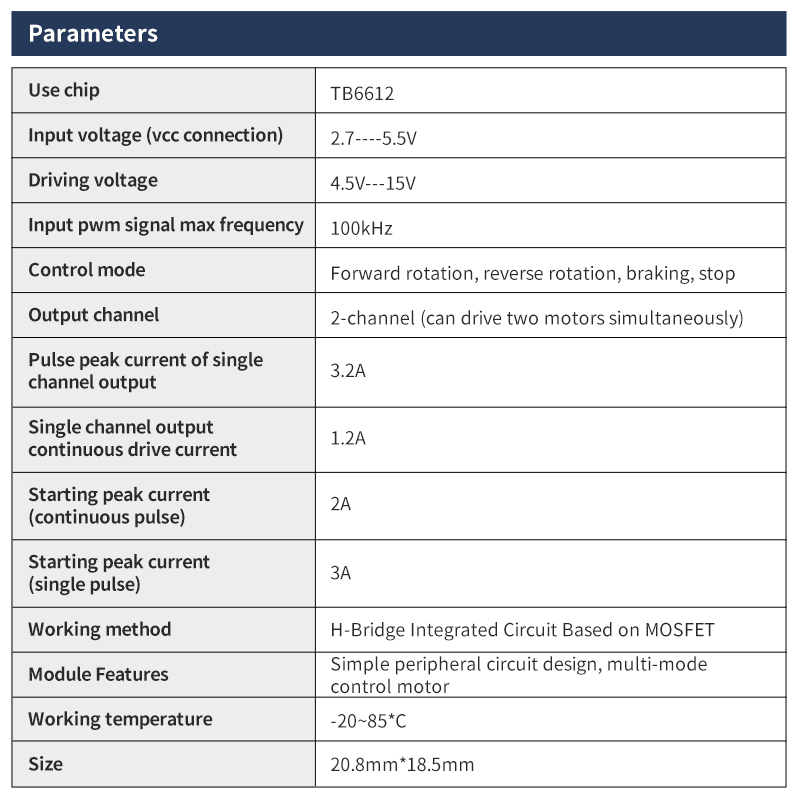 Parameters
Use chip
TB6612
Input voltage (vcc connection)
2.7----5.5V
Driving voltage
4.5V---15V
Input pwm signal max frequency
100kHz
Control mode
Forward rotation, reverse rotation, braking, stop
Output channel
2-channel (can drive two motors simultaneously)
Pulse peak current of single
channel output
3.2A
Single channel output
continuous drive current
1.2A
Starting peak current
(continuous pulse)
2A
Starting peak current
(single pulse)
3A
Working method
H-Bridge Integrated Circuit Based on MOSFET
Module Features
Simple peripheral circuit design, multi-mode
control motor
Working temperature
-20~85*C
Size
20.8mm*18.5mm